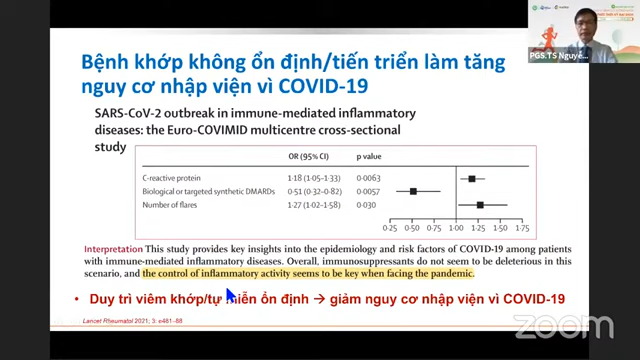 Bệnh khớp không ổn định/tiến triển làm tăng
nguy cơ nhập viện vì COVID-19
PGS.TS Nguyễ...
SARS-CoV-2 outbreak in immune-mediated inflammatory
diseases: the Euro-COVIMID multicentre cross-sectional
study
OR (95% CI) p value
C-reactive protein 1·18 (1·05–1·33) 0·0063
Biological or targeted synthetic DMARDs 0·51 (0·32–0·82) 0·0057
Number of flares 1·27 (1·02–1·58) 0·030
0·25 0·50 0·75 1·00 1·25 1·50 1·75
Interpretation This study provides key insights into the epidemiology and risk factors of COVID-19 among patients
with immune-mediated inflammatory diseases. Overall, immunosuppressants do not seem to be deleterious in this
scenario, and the control of inflammatory activity seems to be key when facing the pandemic.
• Duy trì viêm khớp/tự miễn ổn định → giảm nguy cơ nhập viện vì COVID-19
Lancet Rheumatol 2021; 3: e481–88
zoom